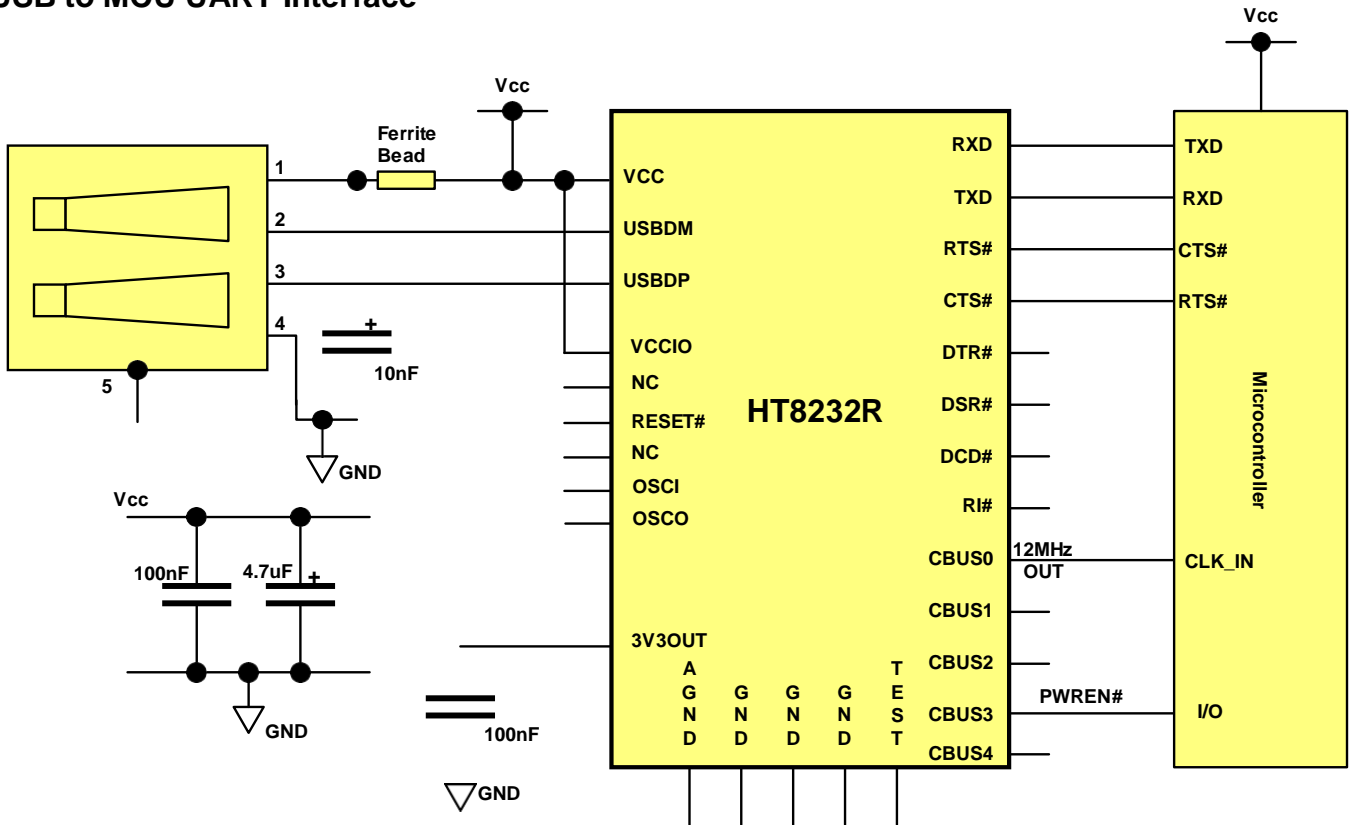 USB to MCU UART Interface
Vcc
Vcc
Ferrite
Bead
1
2
3
4
5
+
10nF
GND
Vcc
100nF
4.7uF
+
GND
VCC
USBDM
USBDP
VCCIO
NC
RESET#
NC
OSCI
OSCO
3V3OUT
HT8232R
RXD
TXD
RTS#
CTS#
DTR#
DSR#
DCD#
RI#
CBUS0
CBUS1
CBUS2
CBUS3
CBUS4
AGND
GND
GND
GND
TEST
100nF
GND
12MHz
OUT
PWREN#
TXD
RXD
CTS#
RTS#
Microcontroller
CLK_IN
I/O